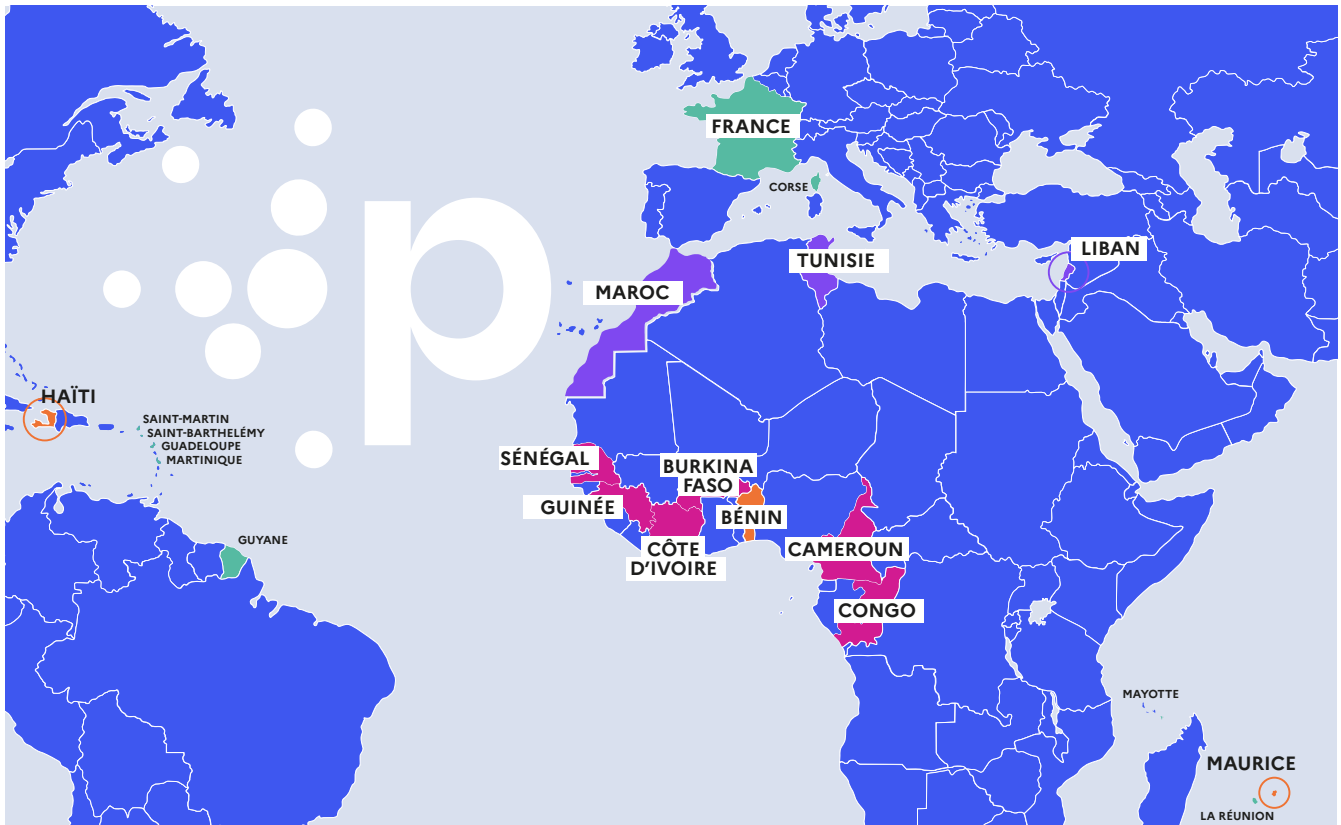 FRANCE
CORSE
TUNISIE
LIBAN
MAROC
p
HAÏTI
SAINT-MARTIN
SAINT-BARTHELÉMY
GUADELOUPE
MARTINIQUE
SÉNÉGAL
BURKINA
FASO
GUINÉE
BÉNIN
GUYANE
CÔTE
D'IVOIRE
CAMEROUN
CONGO
MAYOTTE
MAURICE
LA RÉUNION